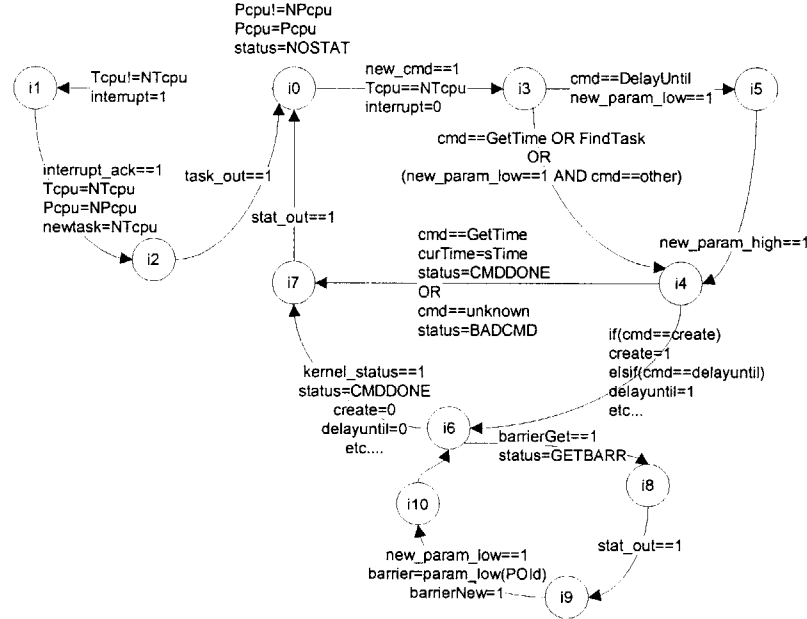 Pcpu!=NPcpu
Pcpu=Pcpu
status=NOSTAT
i1
Tcpu!=NTcpu
interrupt=1
i0
new_cmd==1
Tcpu==NTcpu
interrupt=0
i3
cmd==DelayUntil
new_param_low==1
i5
interrupt_ack==1
Tcpu=NTcpu
Pcpu=NPcpu
newtask=NTcpu
task_out==1
cmd==GetTime OR FindTask
OR
(new_param_low==1 AND cmd==other)
stat_out==1
i2
new_param_high==1
cmd==GetTime
curTime=sTime
status=CMDDONE
OR
cmd==unknown
status=BADCMD
i7
i4
if(cmd==create)
create=1
elsif(cmd==delayuntil)
delayuntil=1
etc...
kernel_status==1
status=CMDDONE
create=0
delayuntil=0
etc....
i6
barrierGet==1
status=GETBARR
i8
i10
stat_out==1
new_param_low==1
barrier=param_low(POId)
barrierNew=1
i9